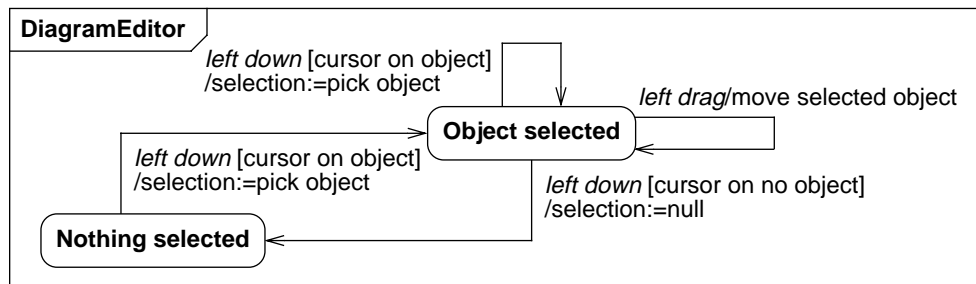 DiagramEditor
left down [cursor on object]
/selection:=pick object
left drag/move selected object
Object selected
left down [cursor on object]
/selection:=pick object
left down [cursor on no object]
/selection:=null
Nothing selected